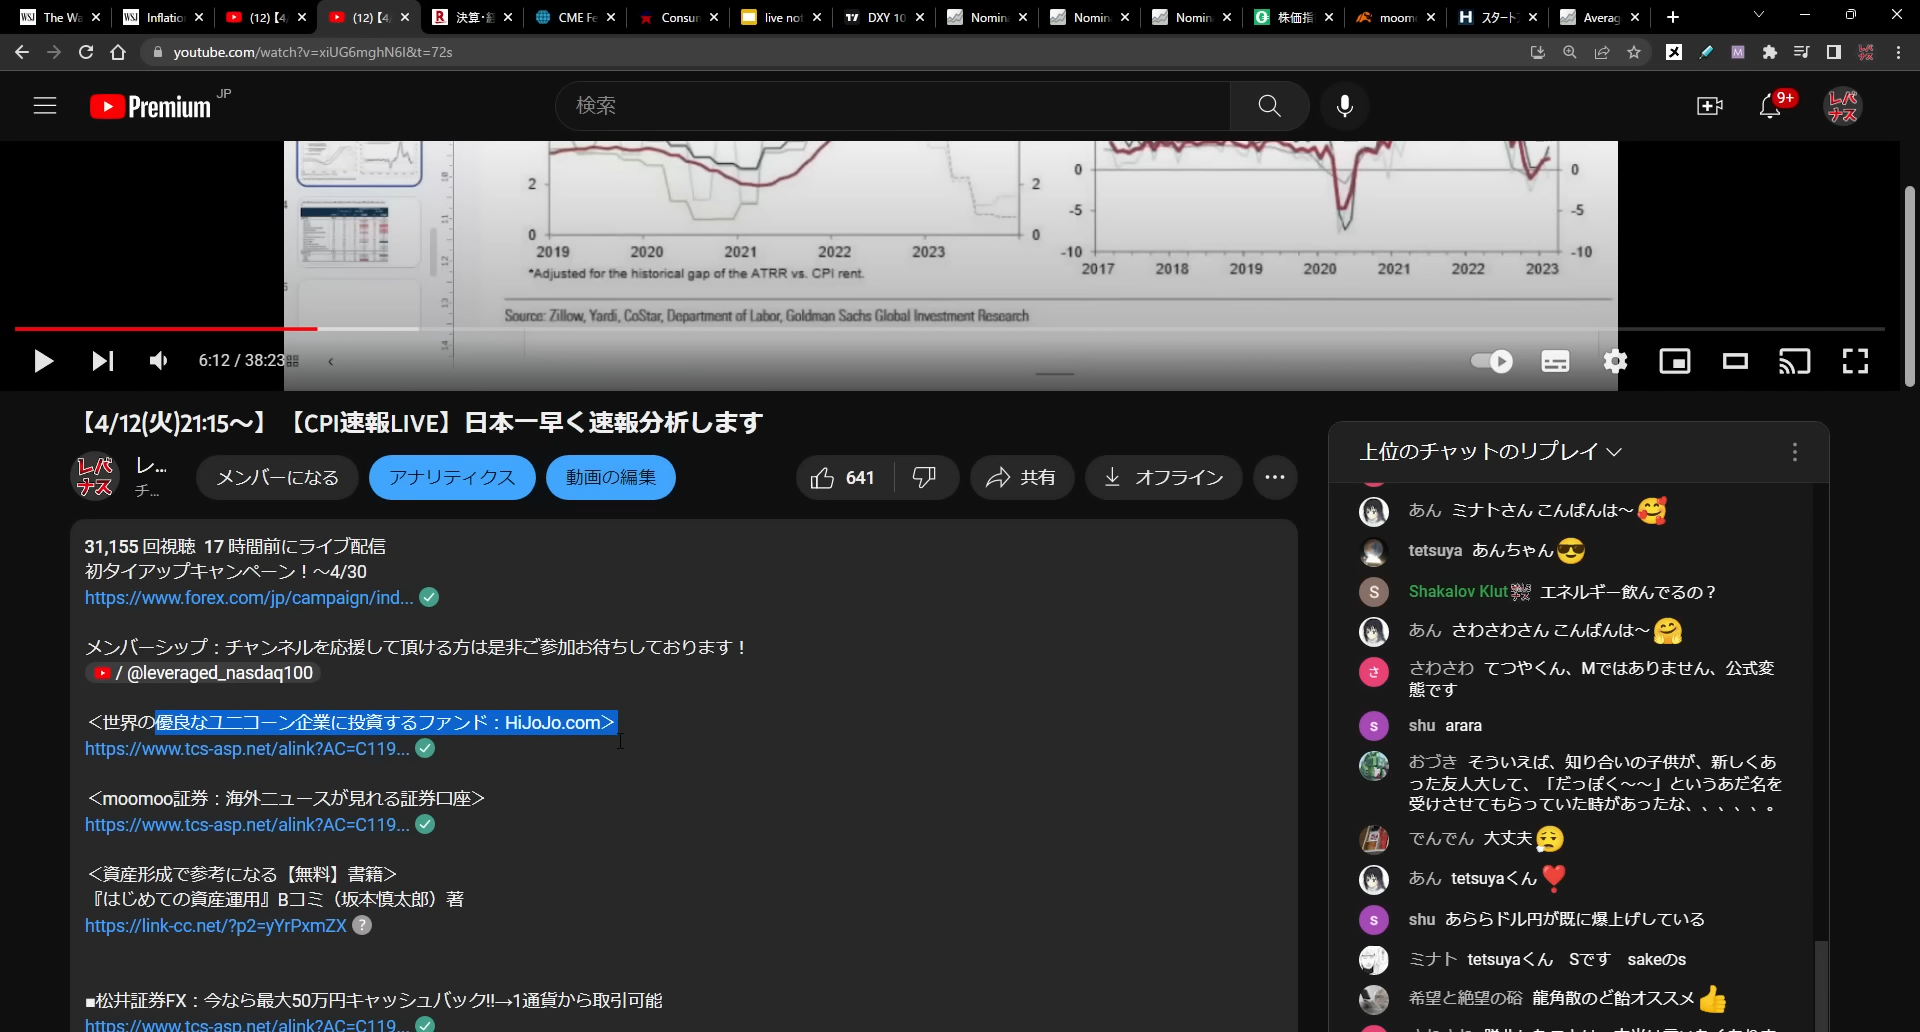 The Wa
Inflatio
(12)【4
(12)【4
決算・
CME Fe
Consun
live not
DXY 10
Nomin
Nomin
Nomin
株価指
moom
スタート
Averag
youtube.com/watch?v=xiUG6mghN6I&t=72s
Premium
JP
検索
9+
レバ
ナス
2
0
2
0
2019 2020 2021 2022 2023
*Adjusted for the historical gap of the ATRR vs. CPI rent.
0
-5
-10
0
-5
-10
2017 2018 2019 2020 2021 2022 2023
Source: Zillow, Yardi, CoStar, Department of Labor, Goldman Sachs Global Investment Research
6:12 / 38:23
【4/12(火)21:15～】【CPI速報LIVE】日本一早く速報分析します
レバ
ナス
レ...
チ...
メンバーになる
アナリティクス
動画の編集
641
共有
オフライン
31,155 回視聴 17 時間前にライブ配信
初タイアップキャンペーン！～4/30
https://www.forex.com/jp/campaign/ind...
メンバーシップ：チャンネルを応援して頂ける方は是非ご参加お待ちしております！
/ @leveraged_nasdaq100
＜世界の優良なユニコーン企業に投資するファンド：HiJoJo.com＞
https://www.tcs-asp.net/alink?AC=C119...
＜moomoo証券：海外ニュースが見れる証券口座＞
https://www.tcs-asp.net/alink?AC=C119...
＜資産形成で参考になる【無料】書籍＞
『はじめての資産運用』Bコミ（坂本慎太郎）著
https://link-cc.net/?p2=yYrPxmZX
■松井証券FX：今なら最大50万円キャッシュバック!!→1通貨から取引可能
https://www.tcs-asp.net/alink?AC=C119...
上位のチャットのリプレイ
あん ミナトさん こんばんは～🥰
tetsuya あんちゃん😎
S Shakalov Klut エネルギー飲んでるの？
あん さわさわさん こんばんは～🤗
さ さわさわ てつやくん、Mではありません、公式変
態です
s shu arara
おづき そういえば、知り合いの子供が、新しくあ
った友人大して、「だっぽく～～」というあだ名を
受けさせてもらっていた時があったな、、、、、。
でんでん 大丈夫😮‍💨
あん tetsuyaくん❣️
s shu あららドル円が既に爆上げしている
ミナト tetsuyaくん Sです sakeのs
希望と絶望の谷 龍角散のど飴オススメ👍